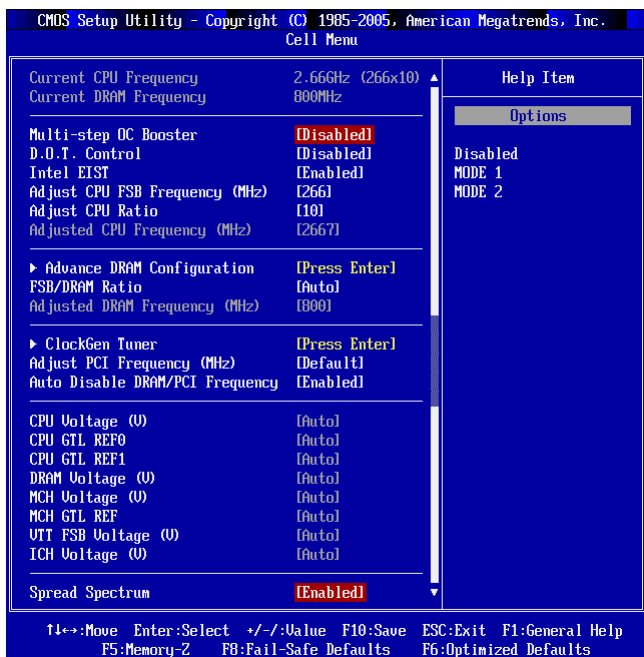 CMOS Setup Utility - Copyright (C) 1985-2005, American Megatrends, Inc.
Cell Menu
Current CPU Frequency 2.66GHz (266x10)
Current DRAM Frequency 800MHz
Multi-step OC Booster [Disabled]
D.O.T. Control [Disabled]
Intel EIST [Enabled]
Adjust CPU FSB Frequency (MHz) [266]
Adjust CPU Ratio [10]
Adjusted CPU Frequency (MHz) [2667]
Advance DRAM Configuration [Press Enter]
FSB/DRAM Ratio [Auto]
Adjusted DRAM Frequency (MHz) [800]
ClockGen Tuner [Press Enter]
Adjust PCI Frequency (MHz) [Default]
Auto Disable DRAM/PCI Frequency [Enabled]
CPU Voltage (V) [Auto]
CPU GTL REF0 [Auto]
CPU GTL REF1 [Auto]
DRAM Voltage (V) [Auto]
MCH Voltage (V) [Auto]
MCH GTL REF [Auto]
VTT FSB Voltage (V) [Auto]
ICH Voltage (V) [Auto]
Spread Spectrum [Enabled]
Help Item
Options
Disabled
MODE 1
MODE 2
↑↓←→:Move Enter:Select +/-/:Value F10:Save ESC:Exit F1:General Help
F5:Memory-Z F8:Fail-Safe Defaults F6:Optimized Defaults